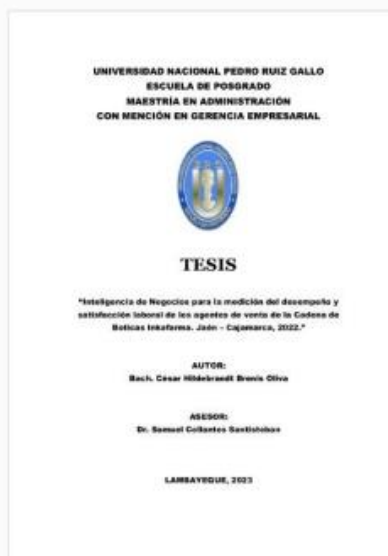 UNIVERSIDAD NACIONAL PEDRO RUIZ GALLO
ESCUELA DE POSGRADO
MAESTRÍA EN ADMINISTRACIÓN
CON MENCIÓN EN GERENCIA EMPRESARIAL
TESIS
"Inteligencia de Negocios para la medición del desempeño y
satisfacción laboral de los agentes de venta de la Cadena de
Boticas Inkafarma. Jaén – Cajamarca, 2022."
AUTOR:
Bach. César Hildebrandt Brenis Oliva
ASESOR:
Dr. Samuel Collantes Santisteban
LAMBAYEQUE, 2023